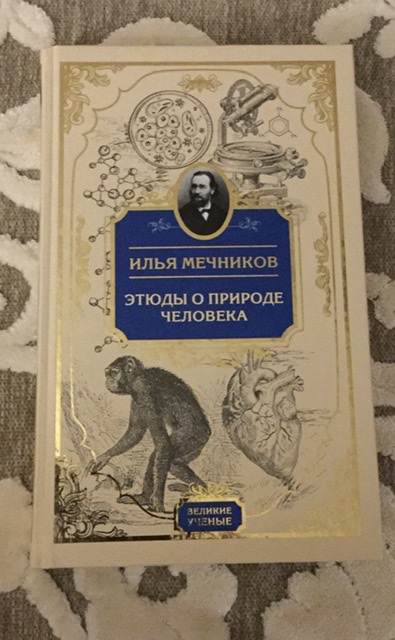 ИЛЬЯ МЕЧНИКОВ
ЭТЮДЫ О ПРИРОДЕ
ЧЕЛОВЕКА
ВЕЛИКИЕ
УЧЕНЫЕ